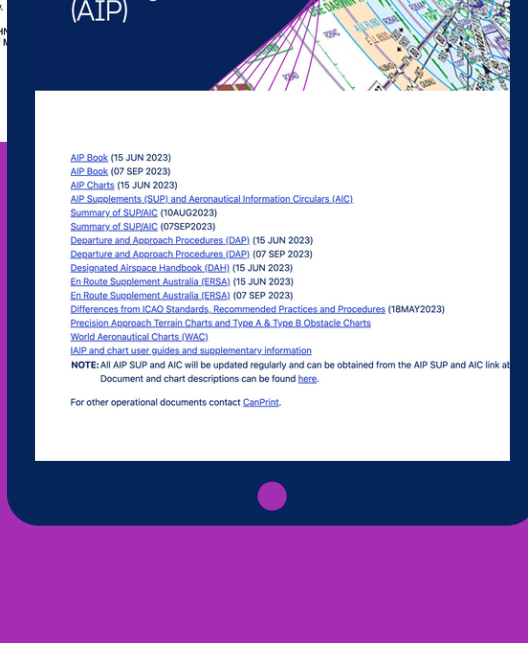 (AIP)
AIP Book (15 JUN 2023)
AIP Book (07 SEP 2023)
AIP Charts (15 JUN 2023)
AIP Supplements (SUP) and Aeronautical Information Circulars (AIC)
Summary of SUP/AIC (10AUG2023)
Summary of SUP/AIC (07SEP2023)
Departure and Approach Procedures (DAP) (15 JUN 2023)
Departure and Approach Procedures (DAP) (07 SEP 2023)
Designated Airspace Handbook (DAH) (15 JUN 2023)
En Route Supplement Australia (ERSA) (15 JUN 2023)
En Route Supplement Australia (ERSA) (07 SEP 2023)
Differences from ICAO Standards, Recommended Practices and Procedures (18MAY2023)
Precision Approach Terrain Charts and Type A & Type B Obstacle Charts
World Aeronautical Charts (WAC)
IAIP and chart user guides and supplementary information
NOTE: All AIP SUP and AIC will be updated regularly and can be obtained from the AIP SUP and AIC link ab
Document and chart descriptions can be found here.
For other operational documents contact CanPrint.